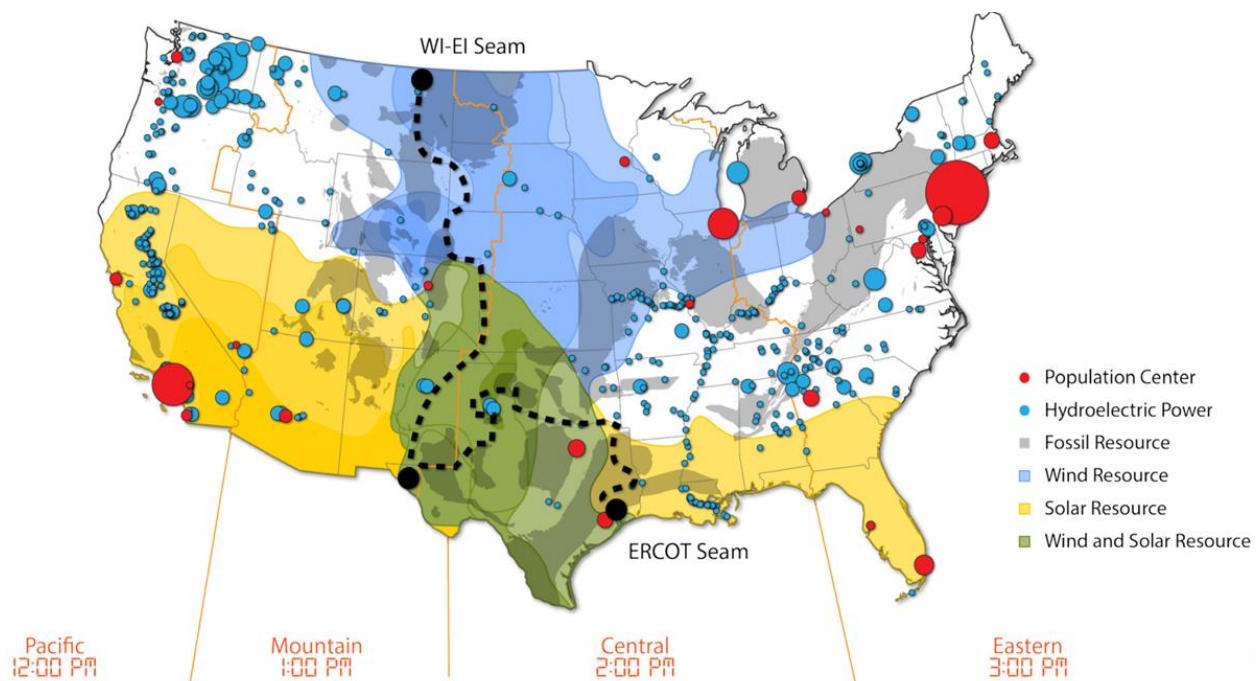 WI-EI Seam
Population Center
Hydroelectric Power
Fossil Resource
Wind Resource
Solar Resource
Wind and Solar Resource
ERCOT Seam
Pacific
12:00 PM
Mountain
1:00 PM
Central
2:00 PM
Eastern
3:00 PM